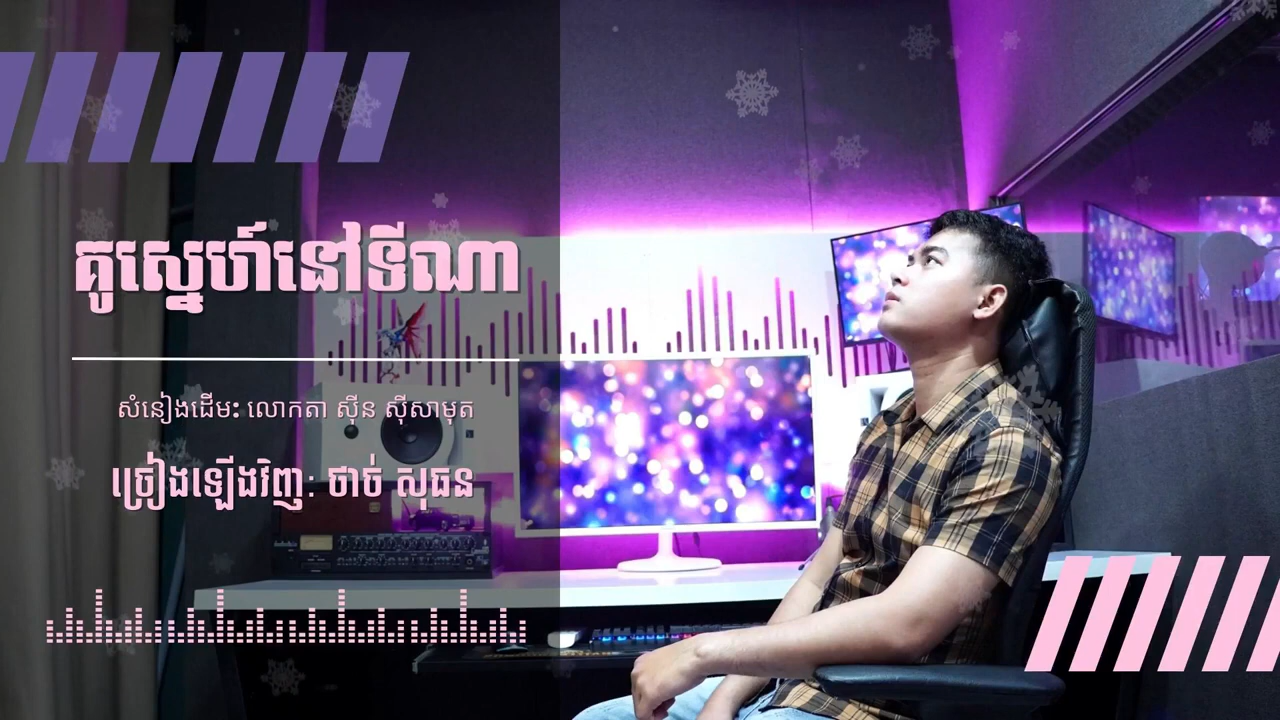 គូស្នេហ៍នៅទីណា
សំនៀងដើមះ លោកតា ស៊ីន ស៊ីសាមុត
ច្រៀងឡើងវិញ: ថាច់ សុធន